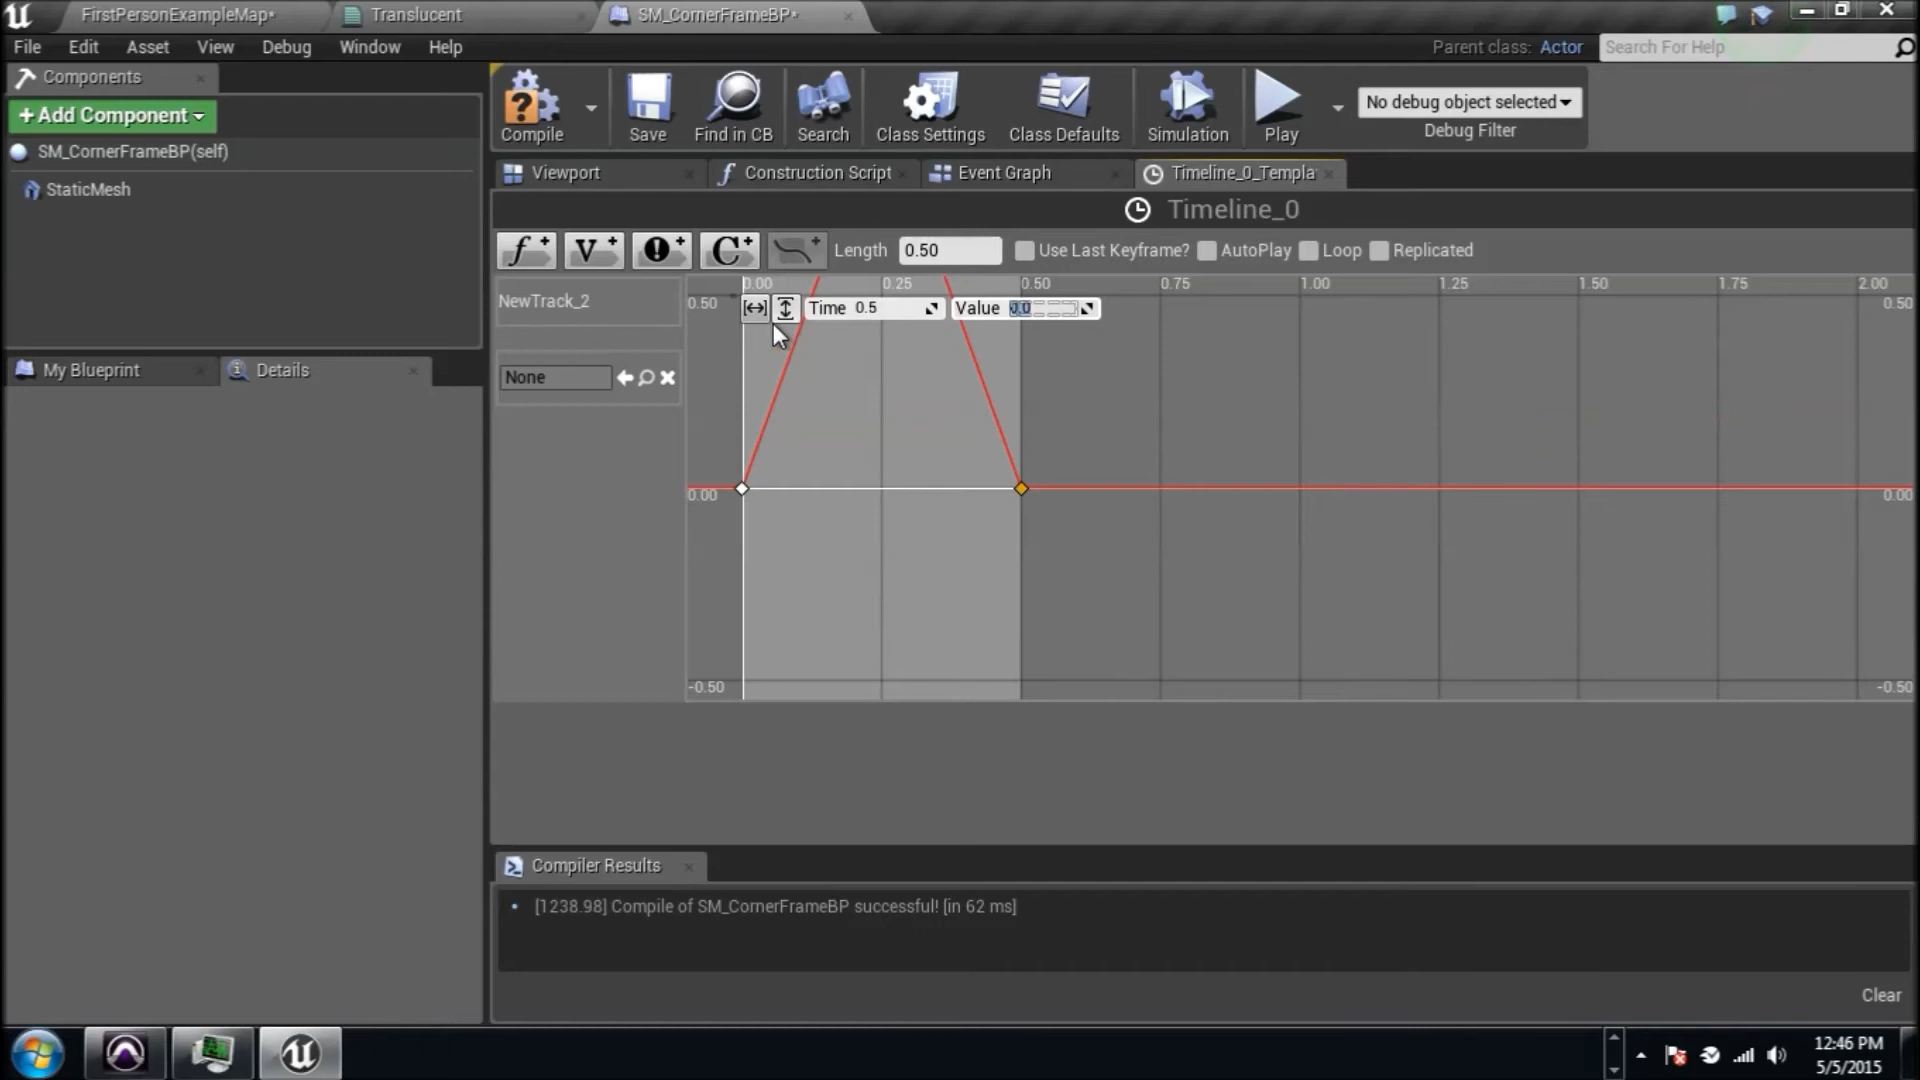 FirstPersonExampleMap*
Translucent
SM_CornerFrameBP*
File Edit Asset View Debug Window Help
Parent class: Actor
Search For Help
Components
+Add Component
SM_CornerFrameBP(self)
StaticMesh
Compile Save Find in CB Search Class Settings Class Defaults Simulation Play
No debug object selected
Debug Filter
Viewport Construction Script Event Graph Timeline_0_Templa
Timeline_0
Length 0.50 Use Last Keyframe? AutoPlay Loop Replicated
NewTrack_2
None
0.00 0.25 0.50 0.75 1.00 1.25 1.50 1.75 2.00
0.50 0.50
Time 0.5 Value 0.0
0.00 0.00
-0.50 -0.50
My Blueprint Details
Compiler Results
[1238.98] Compile of SM_CornerFrameBP successful! [in 62 ms]
Clear
12:46 PM
5/5/2015